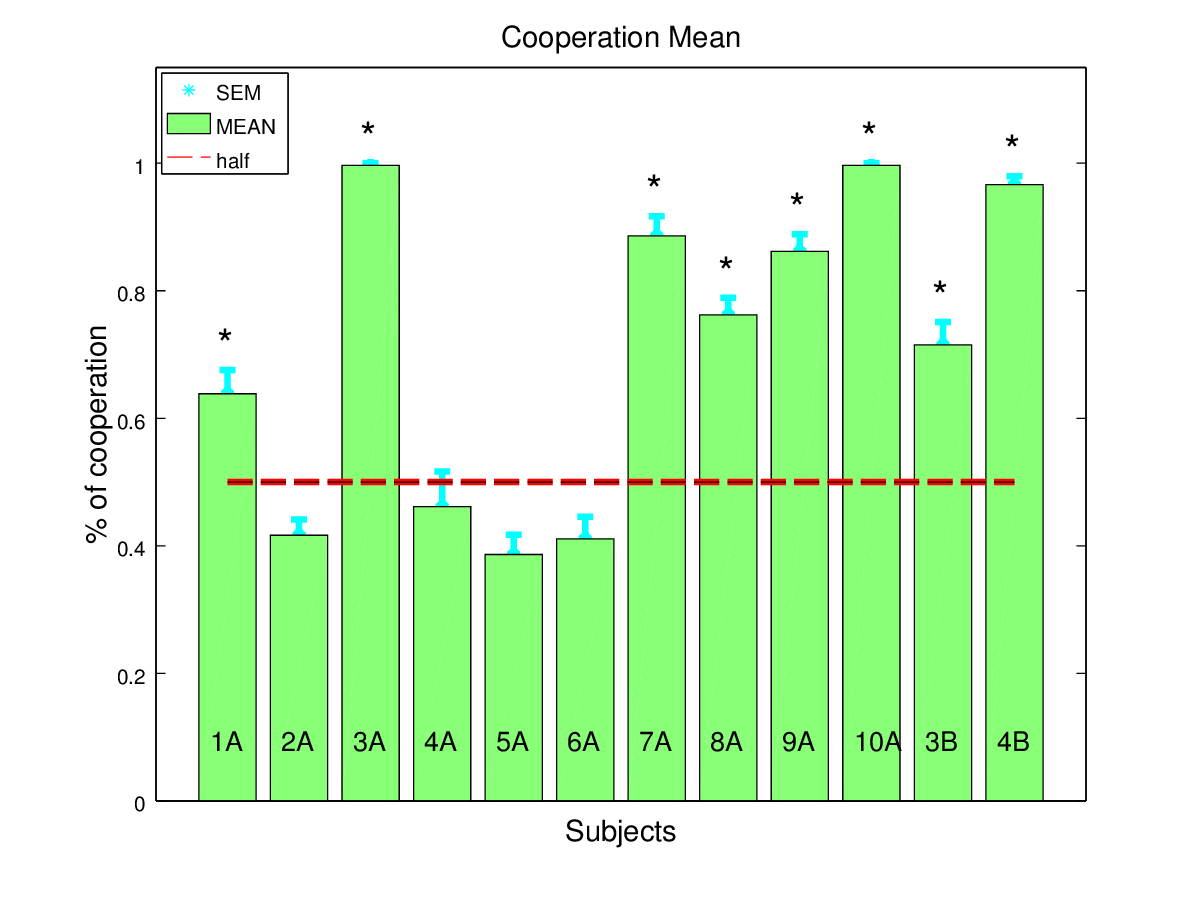 Cooperation Mean
SEM
MEAN
half
1
0.8
0.6
0.4
0.2
0
% of cooperation
* * * * * * * *
1A 2A 3A 4A 5A 6A 7A 8A 9A 10A 3B 4B
Subjects